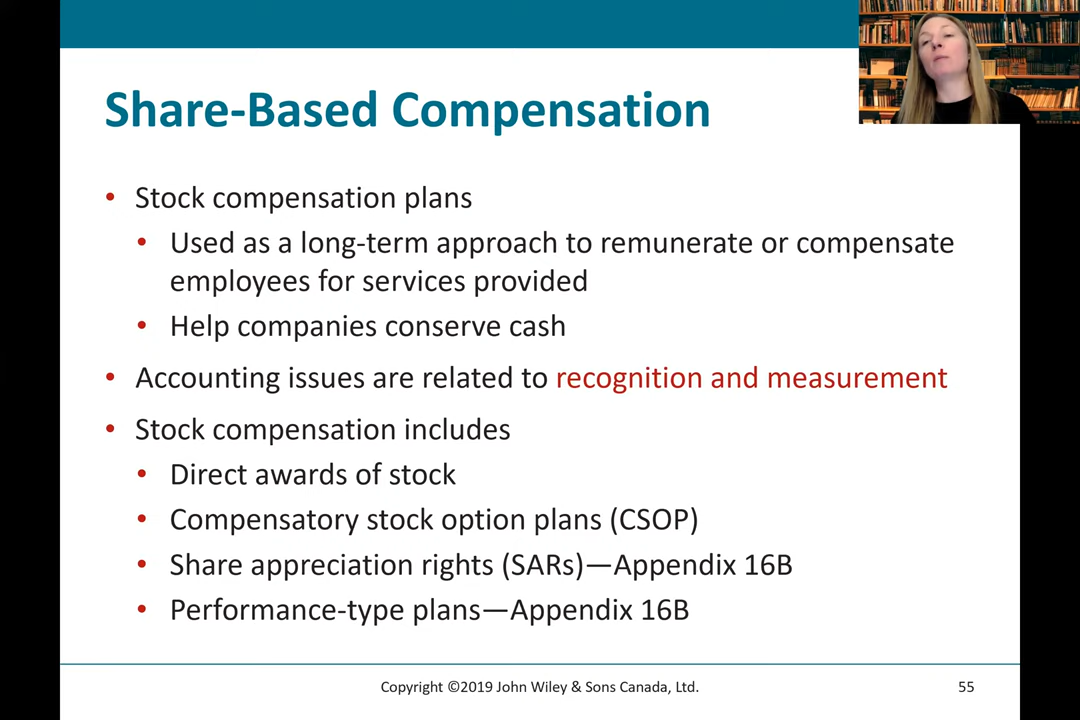 Share-Based Compensation
• Stock compensation plans
• Used as a long-term approach to remunerate or compensate
employees for services provided
• Help companies conserve cash
• Accounting issues are related to recognition and measurement
• Stock compensation includes
• Direct awards of stock
• Compensatory stock option plans (CSOP)
• Share appreciation rights (SARs)—Appendix 16B
• Performance-type plans—Appendix 16B
Copyright ©2019 John Wiley & Sons Canada, Ltd.
55